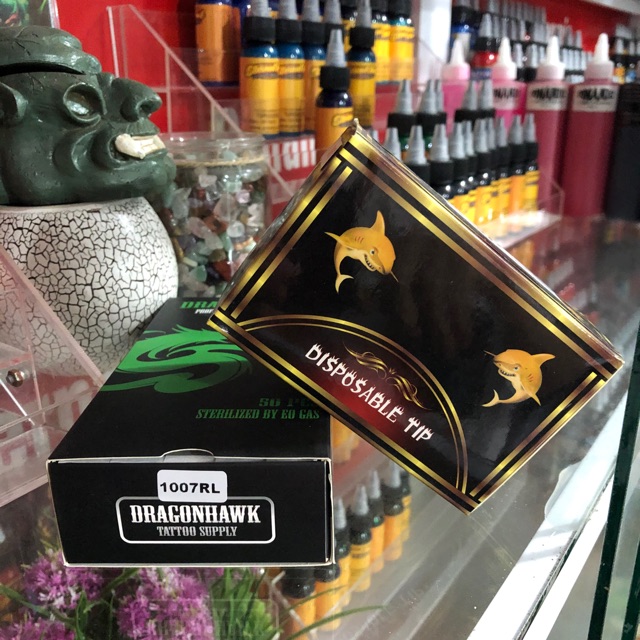 DISPOSABLE TIP
STERILIZED BY EO GAS
1007RL
DRAGONHAWK
TATTOO SUPPLY